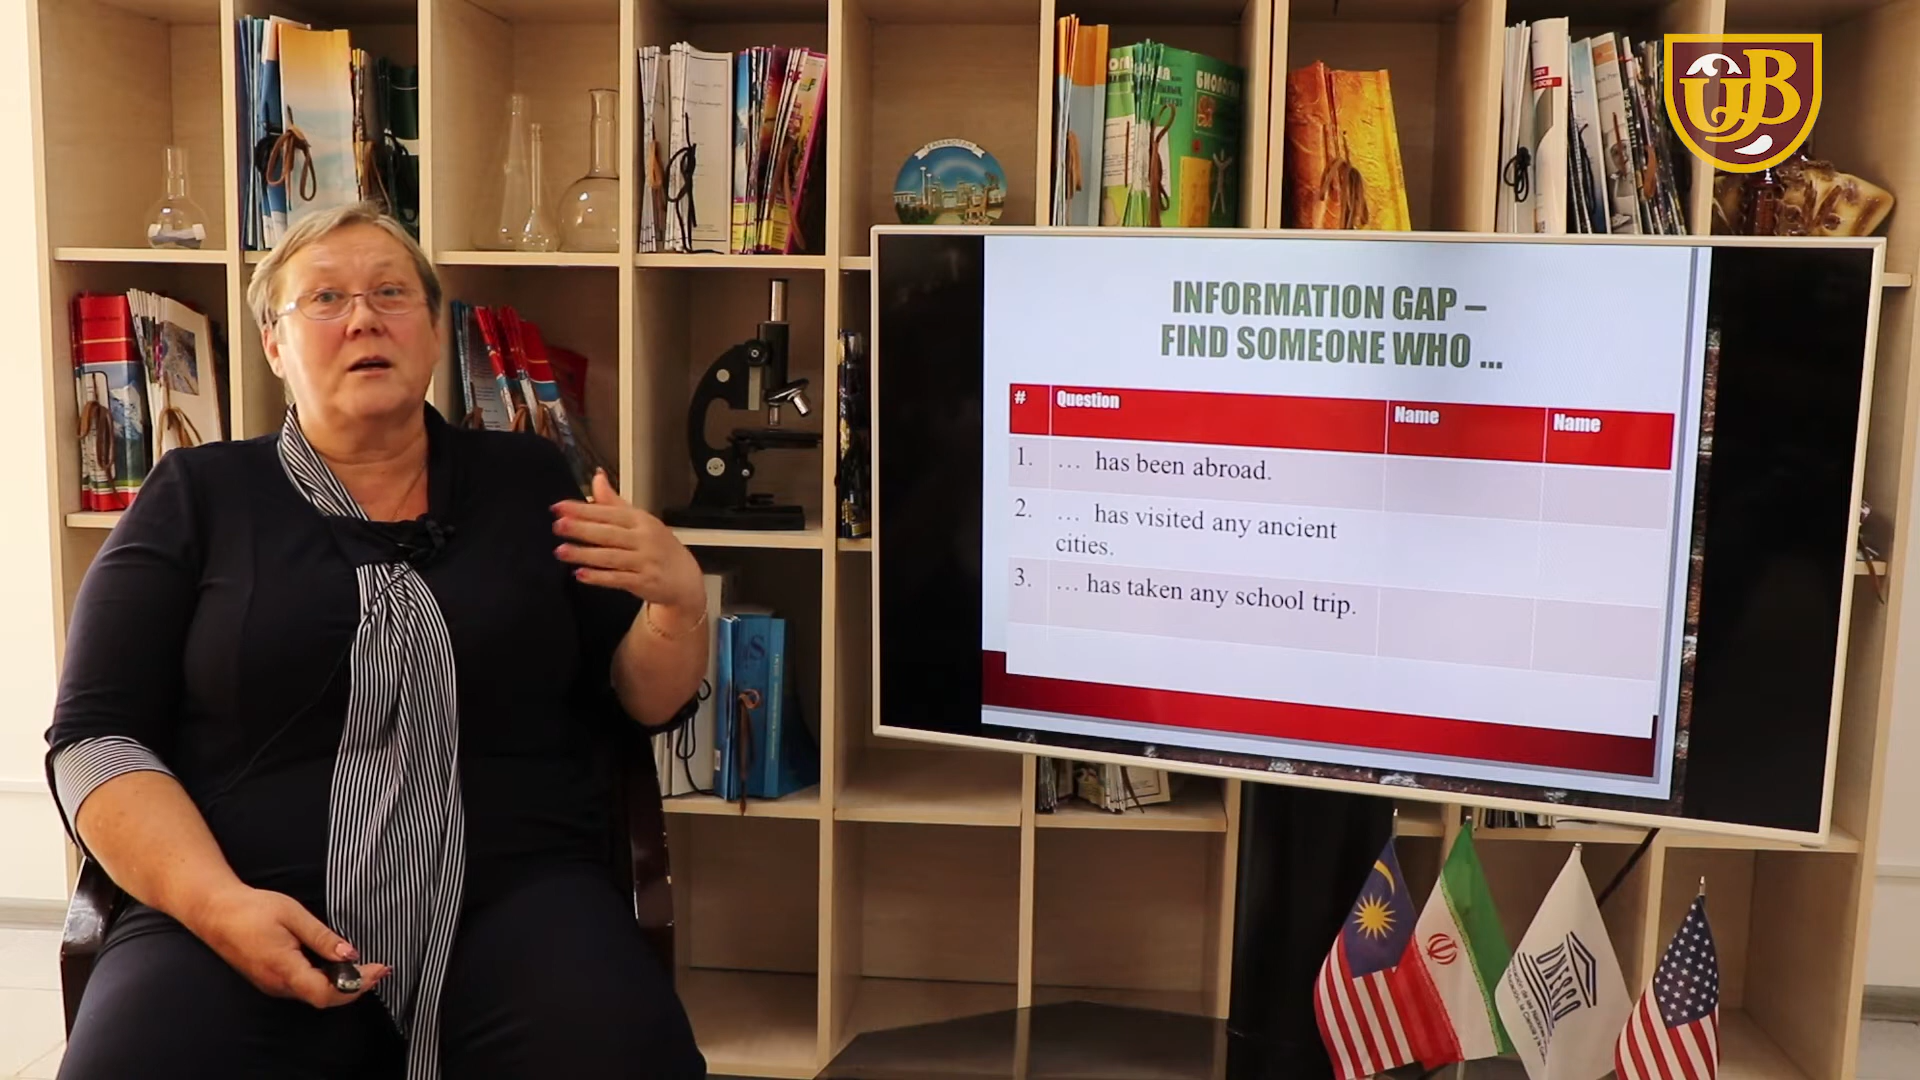 INFORMATION GAP –
FIND SOMEONE WHO ...
# Question Name Name
1. … has been abroad.
2. … has visited any ancient
cities.
3. … has taken any school trip.
UNESCO